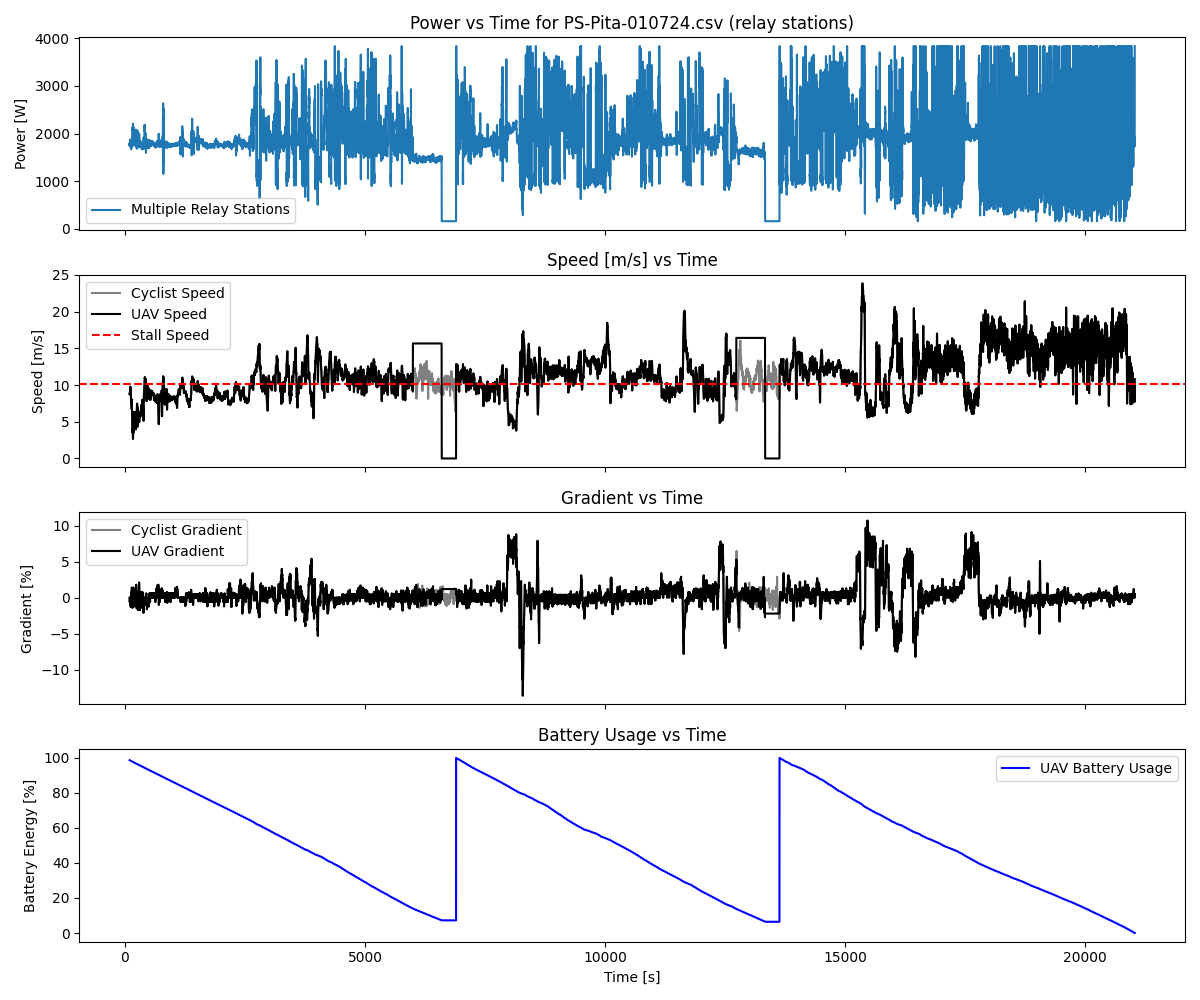 Power vs Time for PS-Pita-010724.csv (relay stations)
4000
3000
2000
1000
0
Power [W]
Multiple Relay Stations
Speed [m/s] vs Time
25
20
15
10
5
0
Speed [m/s]
Cyclist Speed
UAV Speed
Stall Speed
Gradient vs Time
10
5
0
−5
−10
Gradient [%]
Cyclist Gradient
UAV Gradient
Battery Usage vs Time
100
80
60
40
20
0
Battery Energy [%]
UAV Battery Usage
0 5000 10000 15000 20000
Time [s]